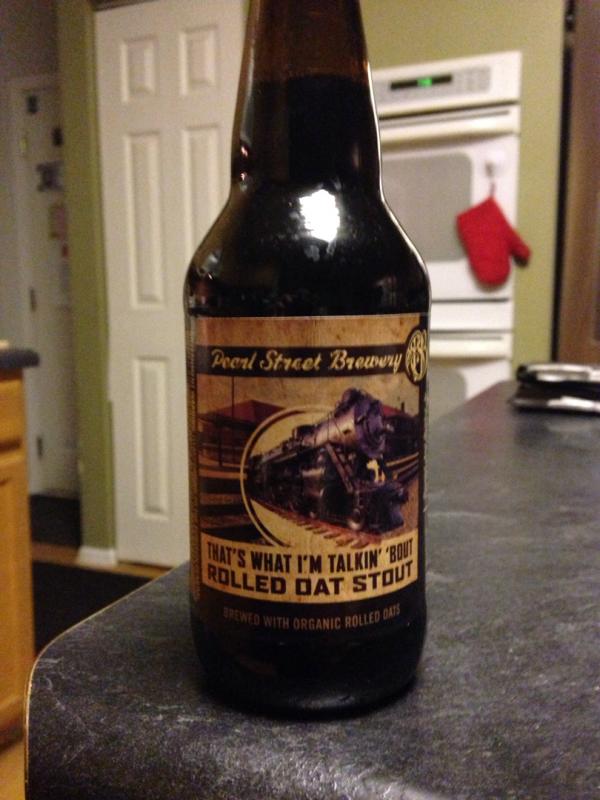 Pearl Street Brewery
THAT'S WHAT I'M TALKIN' 'BOUT
ROLLED OAT STOUT
BREWED WITH ORGANIC ROLLED OATS